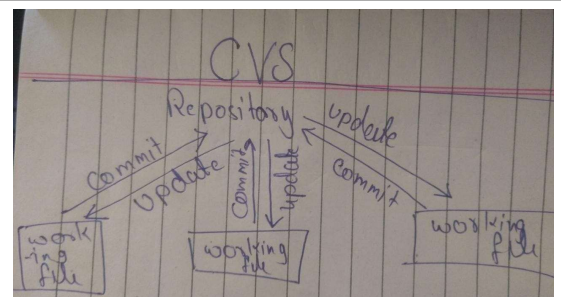 CVS
Repository
commit
update
commit
update
update
commit
work
ing
file
working
file
working
file